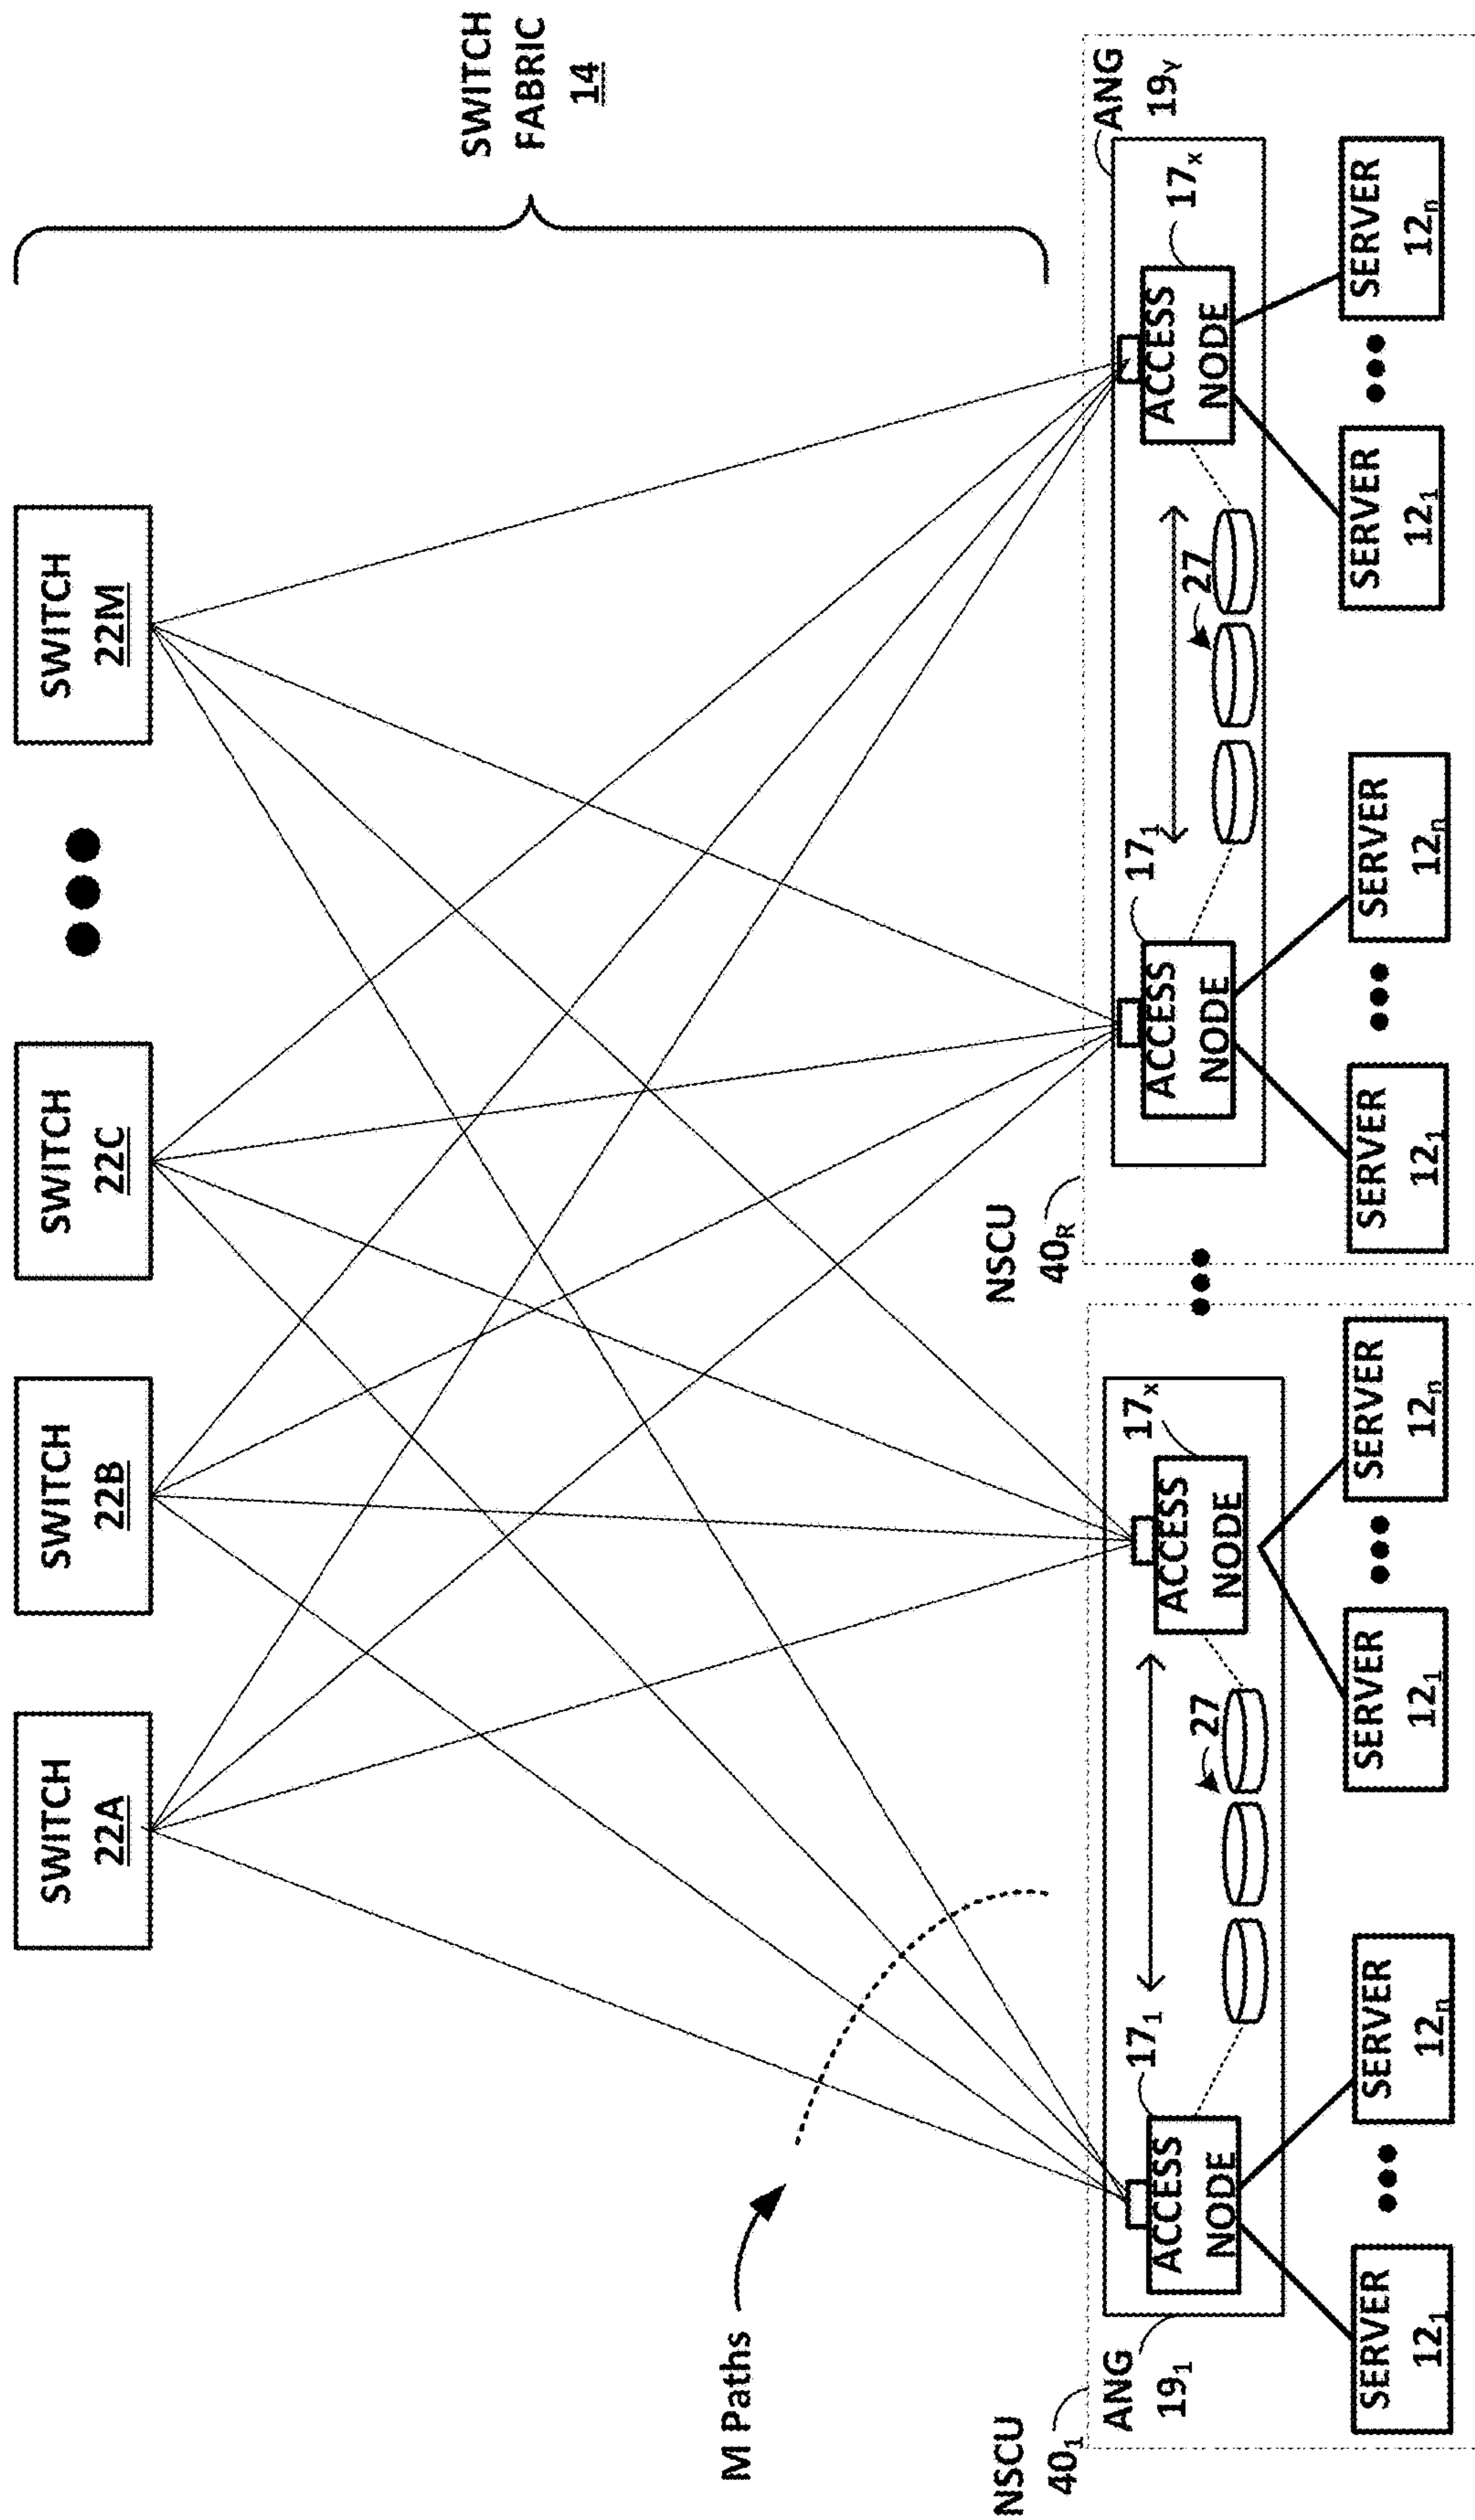 SWITCH
22A
SWITCH
22B
SWITCH
22C
SWITCH
22M
SWITCH
FABRIC
14
M Paths
NSCU
40₁
ANG
19₁
17₁
ACCESS
NODE
27
17ₓ
ACCESS
NODE
SERVER
12₁
SERVER
12ₙ
SERVER
12₁
SERVER
12ₙ
NSCU
40R
ANG
19Y
17₁
ACCESS
NODE
27
17ₓ
ACCESS
NODE
SERVER
12₁
SERVER
12ₙ
SERVER
12₁
SERVER
12ₙ